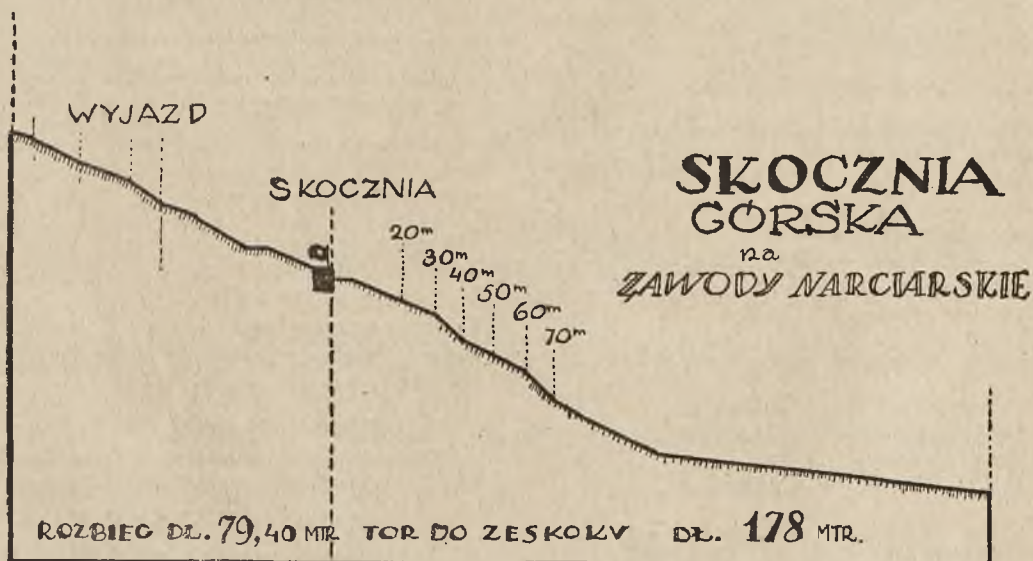 WYJAZD
SKOCZNIA
20m
30m
40m
50m
60m
70m
SKOCZNIA
GÓRSKA
na
ZAWODY NARCIARSKIE
ROZBIEG DŁ. 79,40 MTR. TOR DO ZESKOKU DŁ. 178 MTR.